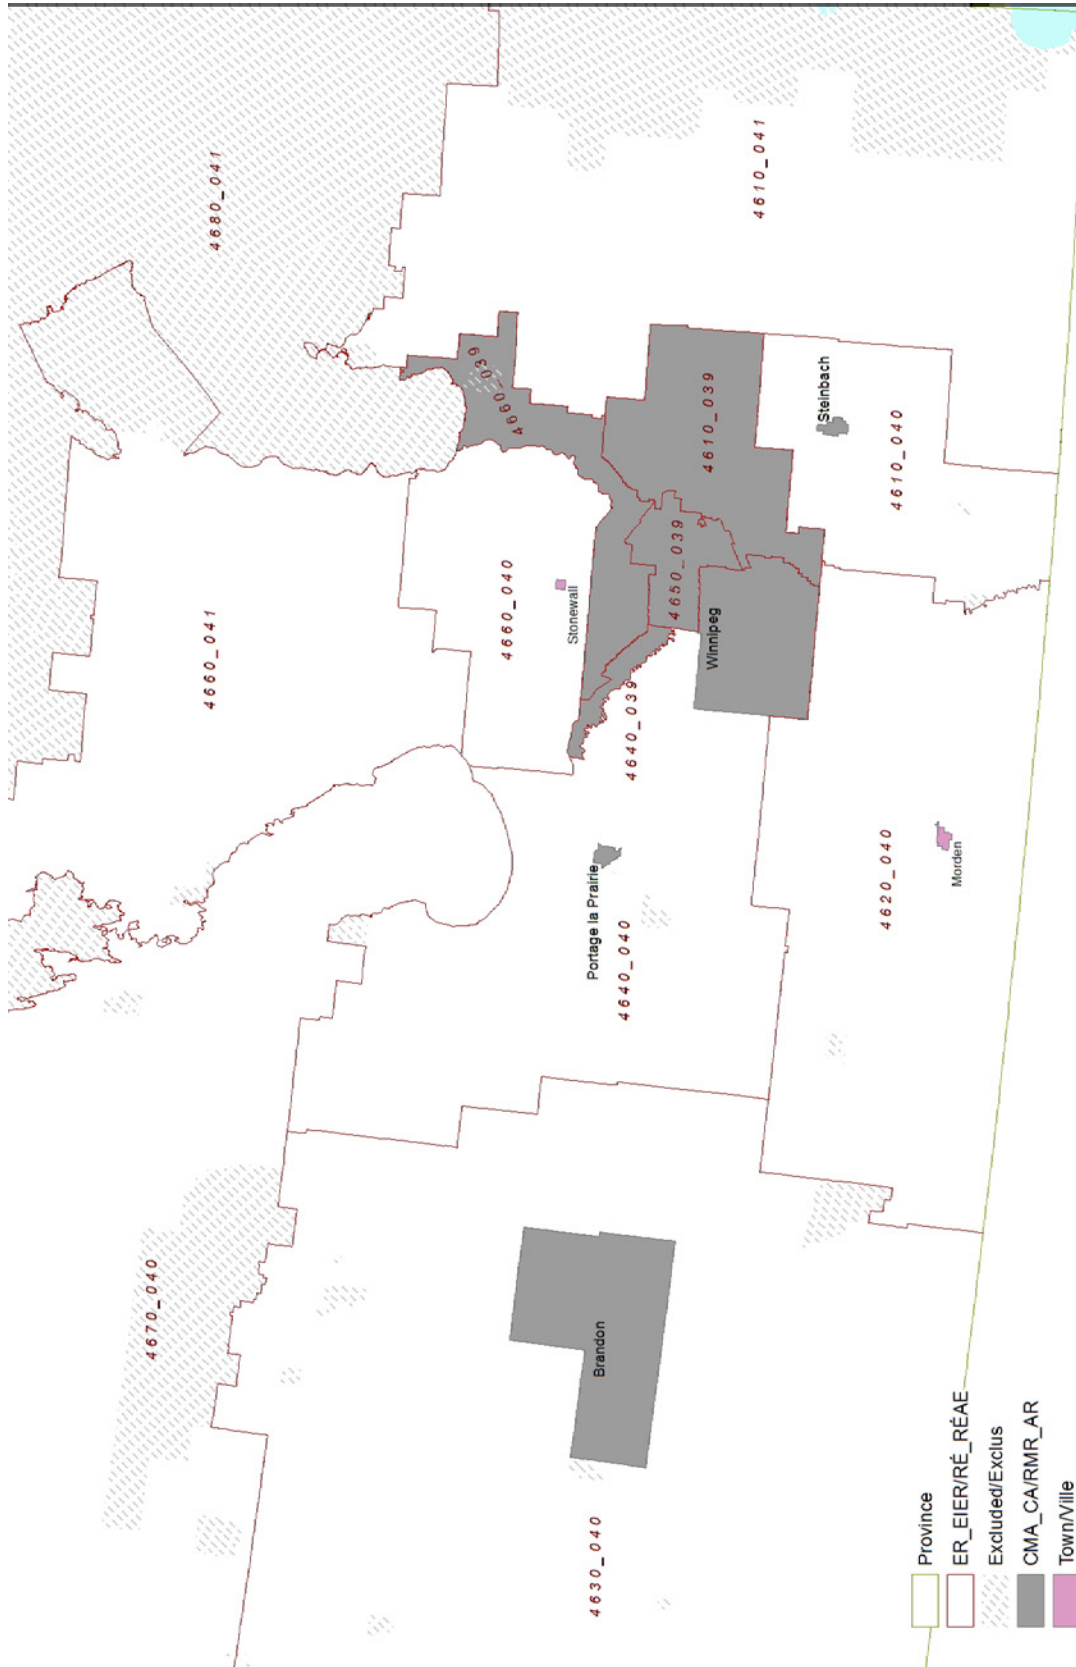 4680_041
4610_041
4660_039
4610_039
Steinbach
4610_040
4650_039
4660_040
Stonewall
Winnipeg
4660_041
4640_039
Portage la Prairie
4640_040
4620_040
Morden
4670_040
Brandon
4630_040
Province
ER_EIER/RÉ_RÉAE
Excluded/Exclus
CMA_CA/RMR_AR
Town/Ville